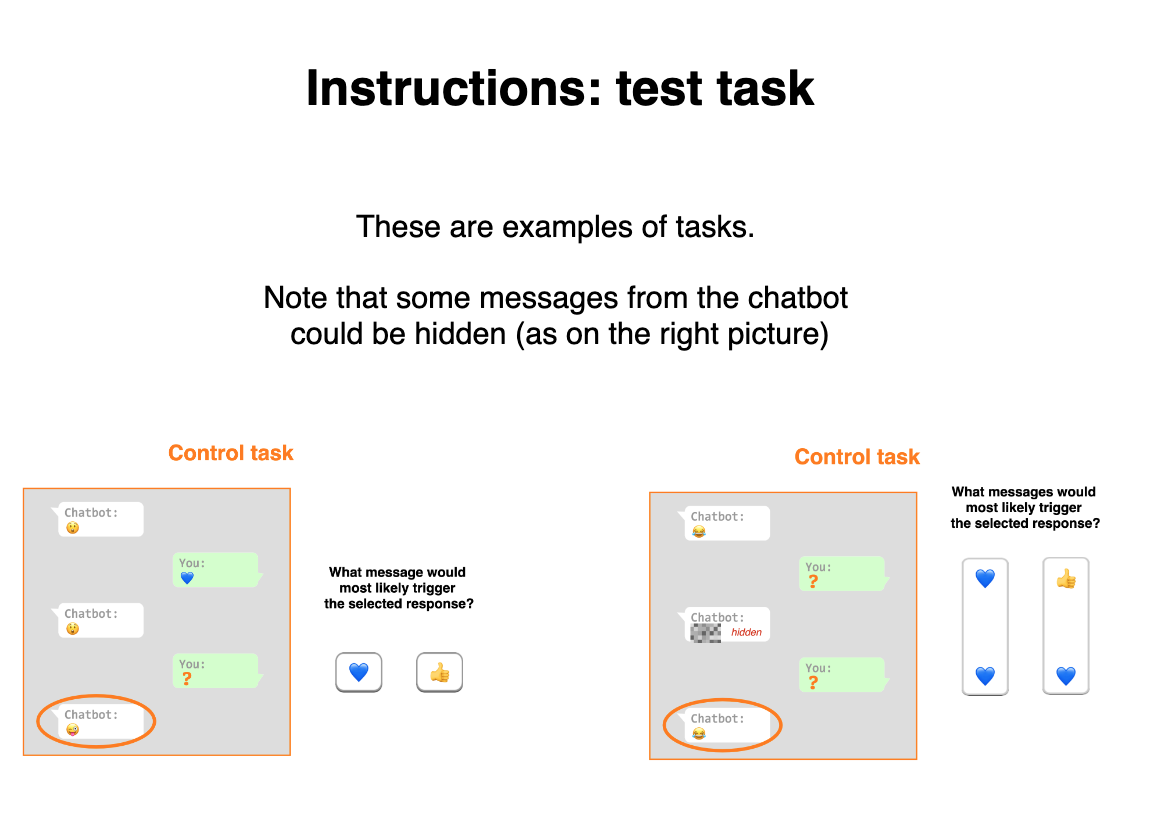 Instructions: test task
These are examples of tasks.
Note that some messages from the chatbot
could be hidden (as on the right picture)
Control task
Chatbot:
😲
You:
💙
Chatbot:
😲
You:
?
Chatbot:
😜
What message would
most likely trigger
the selected response?
💙 👍
Control task
Chatbot:
😂
You:
?
Chatbot:
hidden
You:
?
Chatbot:
😂
What messages would
most likely trigger
the selected response?
💙 👍
💙 💙